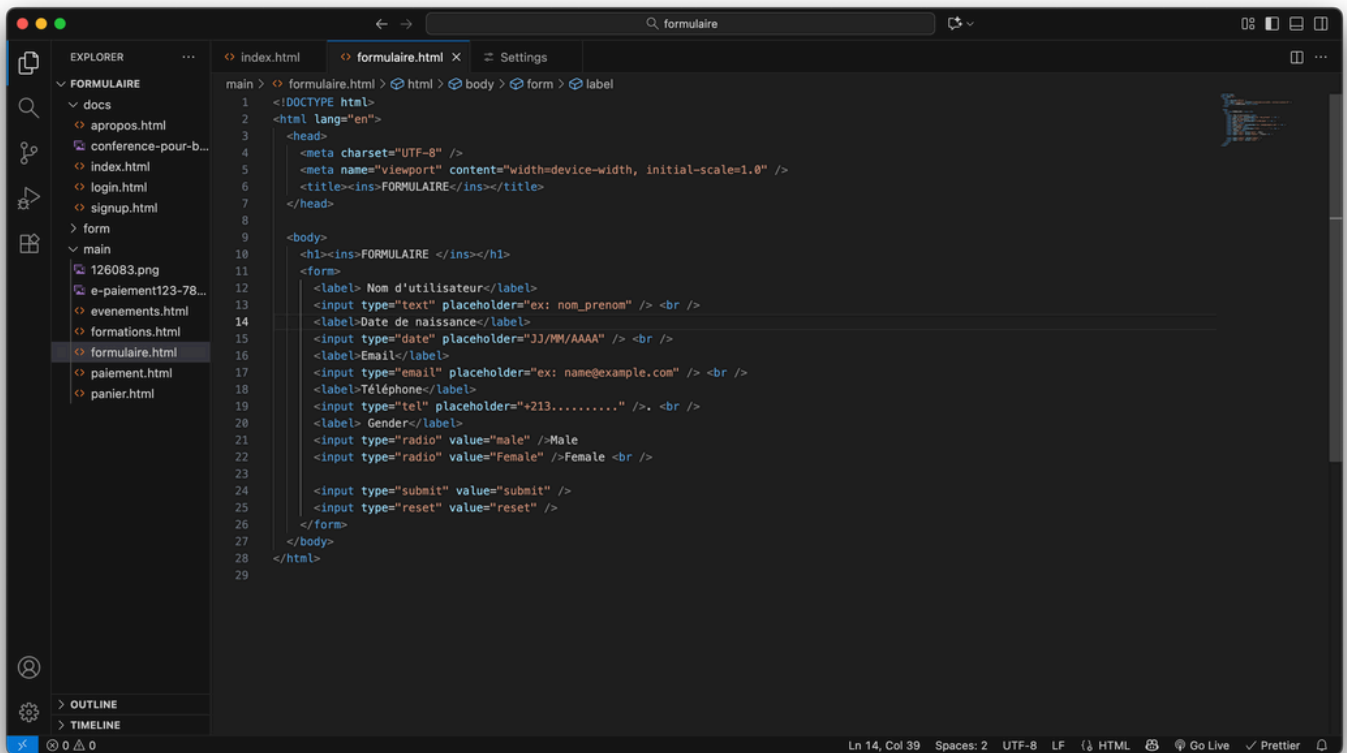 formulaire
EXPLORER
FORMULAIRE
docs
apropos.html
conference-pour-b...
index.html
login.html
signup.html
form
main
126083.png
e-paiement123-78...
evenements.html
formations.html
formulaire.html
paiement.html
panier.html
OUTLINE
TIMELINE
index.html
formulaire.html
Settings
main > formulaire.html > html > body > form > label
1 <!DOCTYPE html>
2 <html lang="en">
3 <head>
4 <meta charset="UTF-8" />
5 <meta name="viewport" content="width=device-width, initial-scale=1.0" />
6 <title><ins>FORMULAIRE</ins></title>
7 </head>
8
9 <body>
10 <h1><ins>FORMULAIRE </ins></h1>
11 <form>
12 <label> Nom d'utilisateur</label>
13 <input type="text" placeholder="ex: nom_prenom" /> <br />
14 <label>Date de naissance</label>
15 <input type="date" placeholder="JJ/MM/AAAA" /> <br />
16 <label>Email</label>
17 <input type="email" placeholder="ex: name@example.com" /> <br />
18 <label>Téléphone</label>
19 <input type="tel" placeholder="+213.........." />. <br />
20 <label> Gender</label>
21 <input type="radio" value="male" />Male
22 <input type="radio" value="Female" />Female <br />
23
24 <input type="submit" value="submit" />
25 <input type="reset" value="reset" />
26 </form>
27 </body>
28 </html>
29
0 0
Ln 14, Col 39 Spaces: 2 UTF-8 LF HTML Go Live Prettier